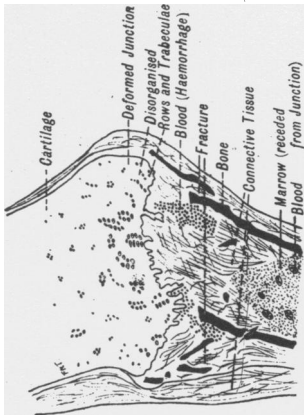 Cartilage
Deformed Junction
Disorganised
Rows and Trabeculae
Blood (Haemorrhage)
Fracture
Bone
Connective Tissue
Marrow (receded
from Junction)
Blood